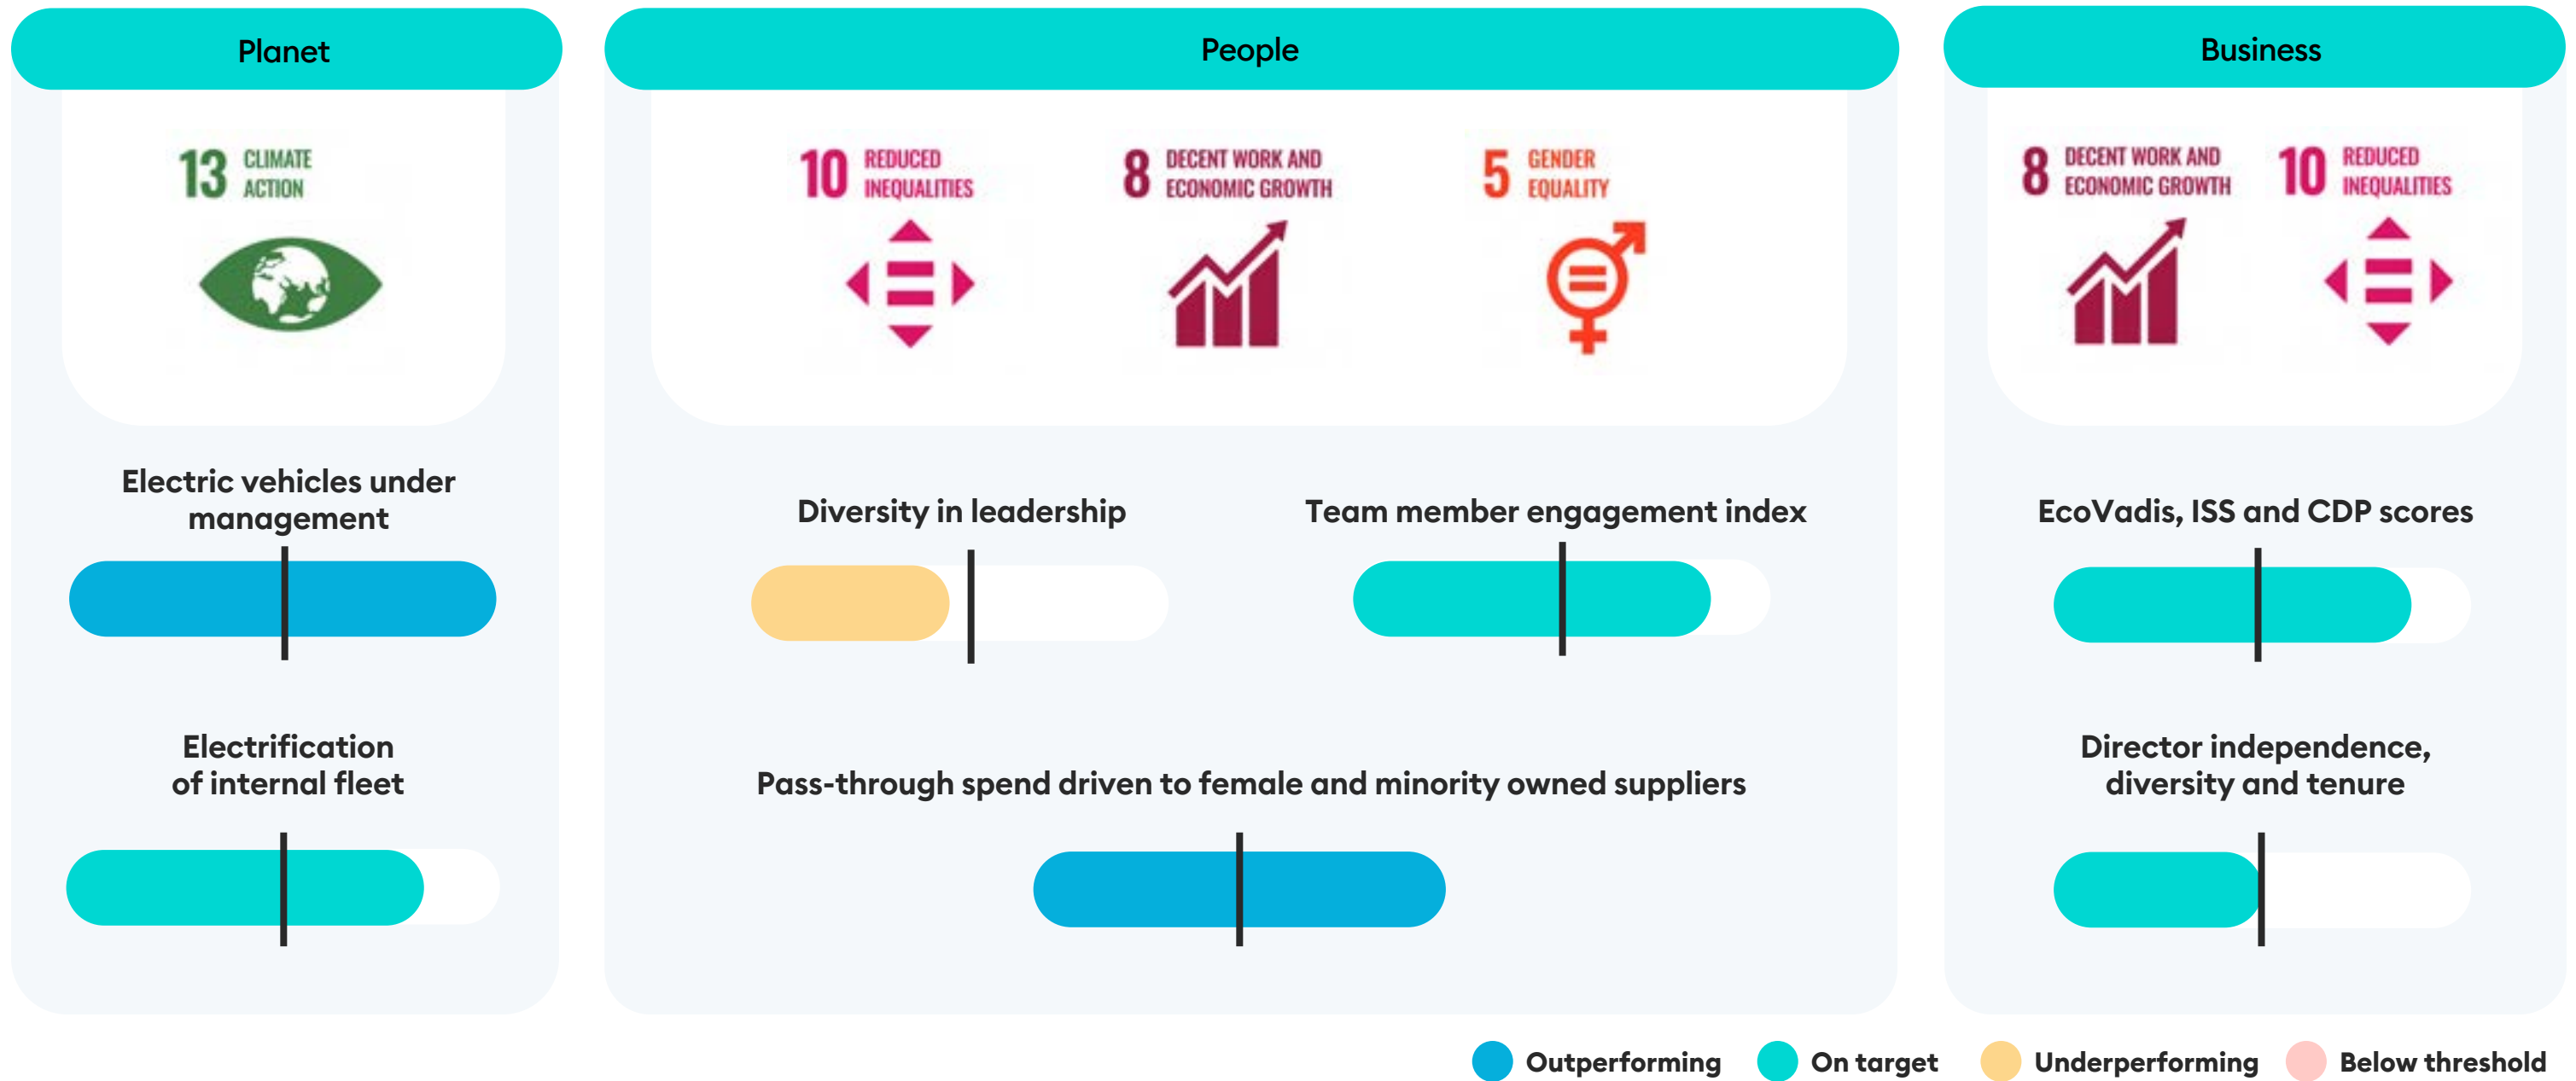 Planet
13 CLIMATE
ACTION
Electric vehicles under
management
Electrification
of internal fleet
People
10 REDUCED
INEQUALITIES
8 DECENT WORK AND
ECONOMIC GROWTH
5 GENDER
EQUALITY
Diversity in leadership
Team member engagement index
Pass-through spend driven to female and minority owned suppliers
Business
8 DECENT WORK AND
ECONOMIC GROWTH
10 REDUCED
INEQUALITIES
EcoVadis, ISS and CDP scores
Director independence,
diversity and tenure
Outperforming
On target
Underperforming
Below threshold